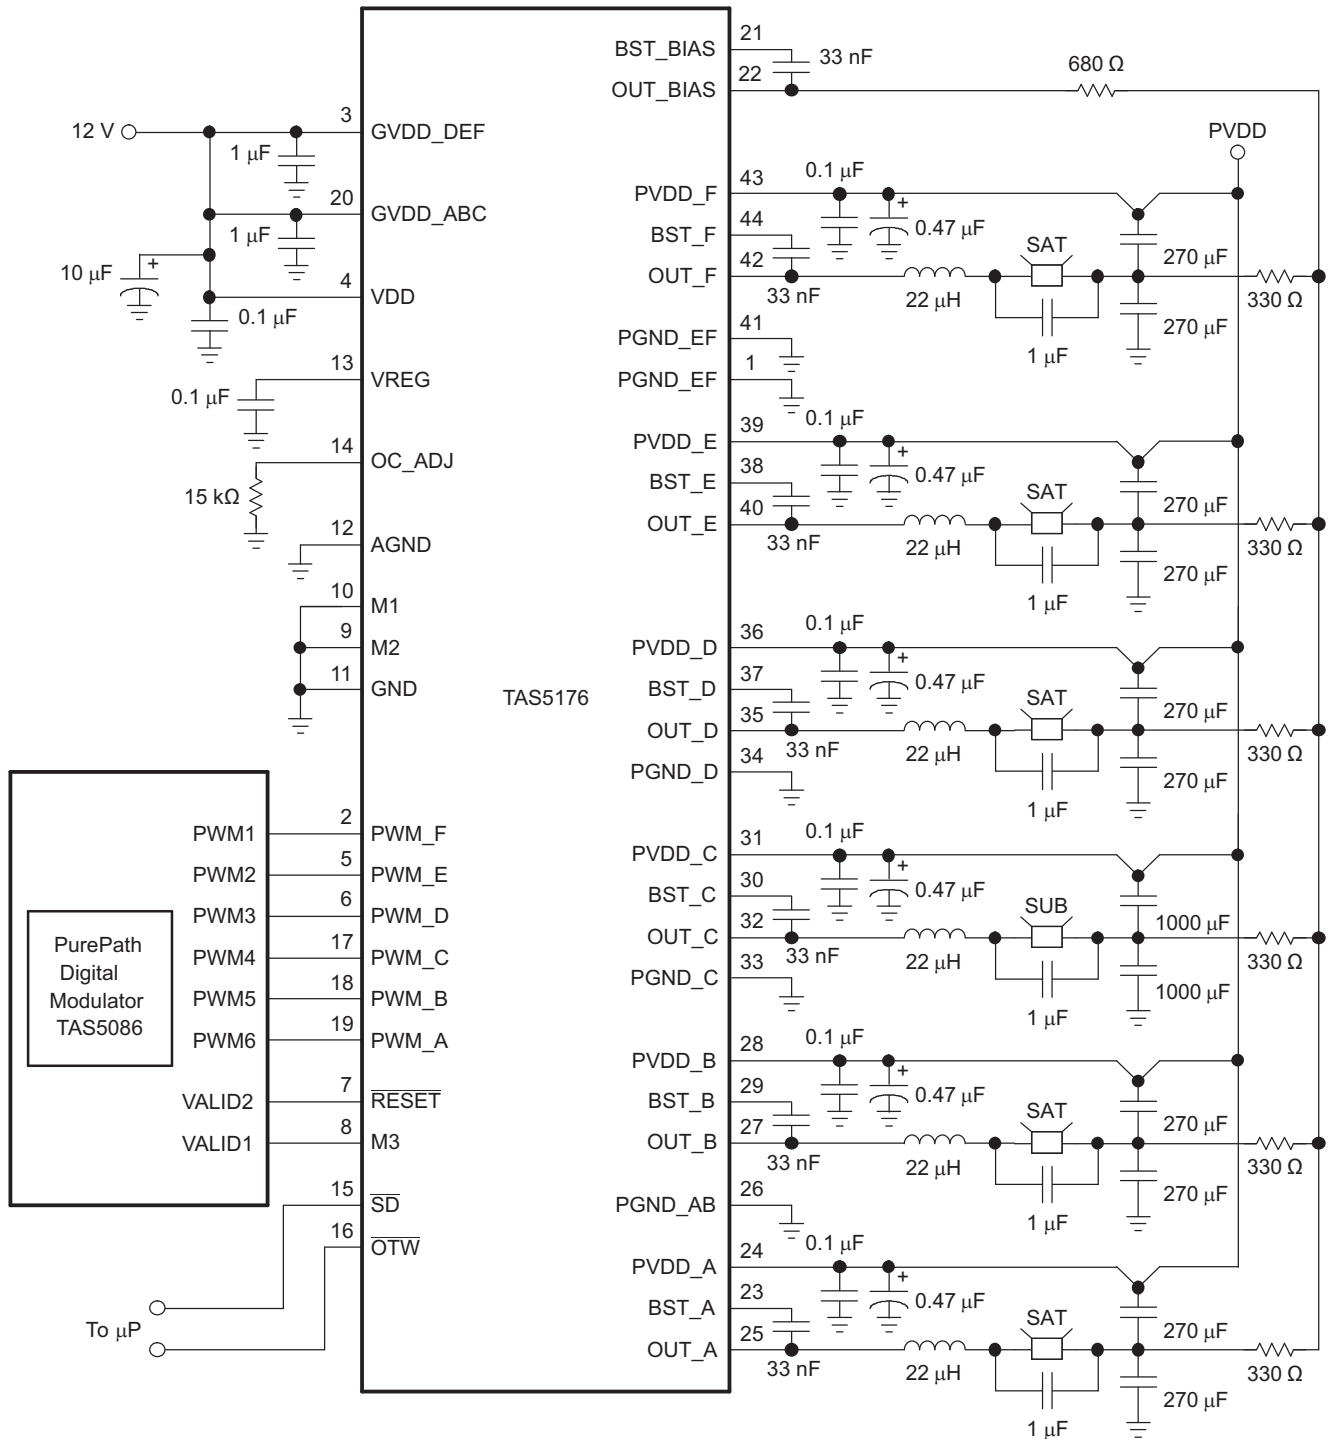 21
BST_BIAS
33 nF
22
OUT_BIAS
680 Ω
12 V
3
GVDD_DEF
1 μF
20
GVDD_ABC
1 μF
10 μF
+
4
VDD
0.1 μF
13
VREG
0.1 μF
14
OC_ADJ
15 kΩ
12
AGND
10
M1
9
M2
11
GND
TAS5176
PWM1
2
PWM_F
PWM2
5
PWM_E
PWM3
6
PWM_D
PWM4
17
PWM_C
PWM5
18
PWM_B
PWM6
19
PWM_A
PurePath
Digital
Modulator
TAS5086
VALID2
7
RESET
VALID1
8
M3
15
SD
16
OTW
To μP
PVDD
PVDD_F
43
0.1 μF
+
0.47 μF
BST_F
44
OUT_F
42
33 nF
22 μH
SAT
1 μF
270 μF
270 μF
330 Ω
PGND_EF
41
PGND_EF
1
PVDD_E
39
0.1 μF
+
0.47 μF
BST_E
38
OUT_E
40
33 nF
22 μH
SAT
1 μF
270 μF
270 μF
330 Ω
PVDD_D
36
0.1 μF
+
0.47 μF
BST_D
37
OUT_D
35
33 nF
22 μH
SAT
1 μF
270 μF
270 μF
330 Ω
PGND_D
34
PVDD_C
31
0.1 μF
+
0.47 μF
BST_C
30
OUT_C
32
33 nF
22 μH
SUB
1 μF
1000 μF
1000 μF
330 Ω
PGND_C
33
PVDD_B
28
0.1 μF
+
0.47 μF
BST_B
29
OUT_B
27
33 nF
22 μH
SAT
1 μF
270 μF
270 μF
330 Ω
PGND_AB
26
PVDD_A
24
0.1 μF
+
0.47 μF
BST_A
23
OUT_A
25
33 nF
22 μH
SAT
1 μF
270 μF
270 μF
330 Ω